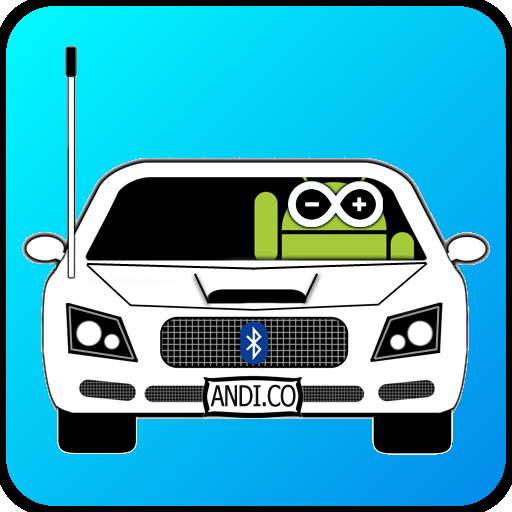 - +
ANDI.CO